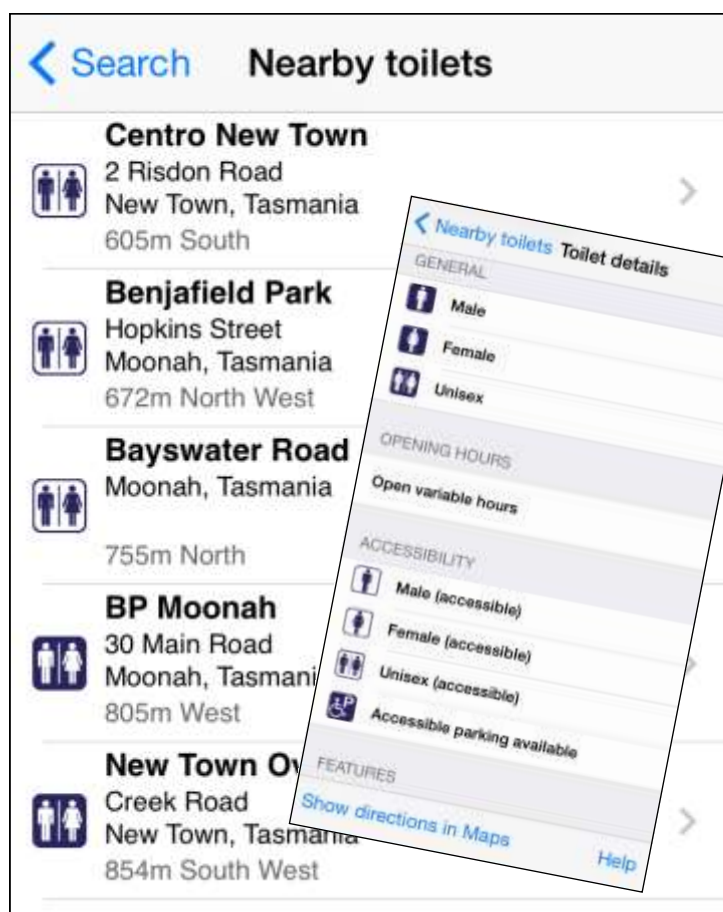 Search Nearby toilets
Centro New Town
2 Risdon Road
New Town, Tasmania
605m South
Benjafield Park
Hopkins Street
Moonah, Tasmania
672m North West
Bayswater Road
Moonah, Tasmania
755m North
BP Moonah
30 Main Road
Moonah, Tasmani
805m West
New Town Ov
Creek Road
New Town, Tasmania
854m South West
Nearby toilets Toilet details
GENERAL
Male
Female
Unisex
OPENING HOURS
Open variable hours
ACCESSIBILITY
Male (accessible)
Female (accessible)
Unisex (accessible)
P
Accessible parking available
FEATURES
Show directions in Maps Help